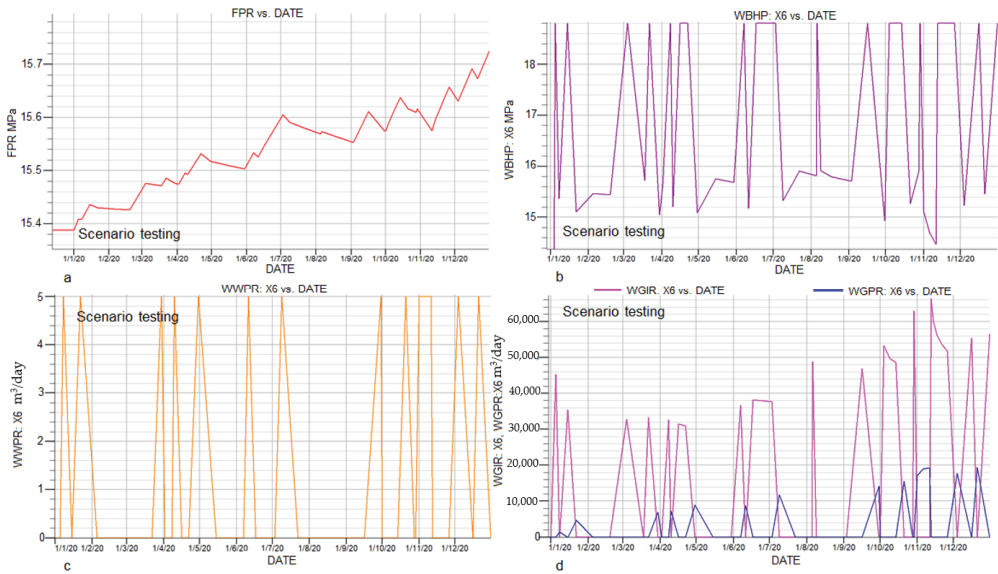 FPR vs. DATE
15.7
15.6
15.5
15.4
FPR MPa
Scenario testing
1/1/20 1/2/20 1/3/20 1/4/20 1/5/20 1/6/20 1/7/20 1/8/20 1/9/20 1/10/20 1/11/20 1/12/20
DATE
a
WBHP: X6 vs. DATE
18
17
16
15
WBHP: X6 MPa
Scenario testing
1/1/20 1/2/20 1/3/20 1/4/20 1/5/20 1/6/20 1/7/20 1/8/20 1/9/20 1/10/20 1/11/20 1/12/20
DATE
b
WWPR: X6 vs. DATE
5
4
3
2
1
0
WWPR: X6 m³/day
Scenario testing
1/1/20 1/2/20 1/3/20 1/4/20 1/5/20 1/6/20 1/7/20 1/8/20 1/9/20 1/10/20 1/11/20 1/12/20
DATE
c
WGIR: X6 vs. DATE WGPR: X6 vs. DATE
60,000
50,000
40,000
30,000
20,000
10,000
0
WGIR: X6, WGPR:X6 m³/day
Scenario testing
1/1/20 1/2/20 1/3/20 1/4/20 1/5/20 1/6/20 1/7/20 1/8/20 1/9/20 1/10/20 1/11/20 1/12/20
DATE
d